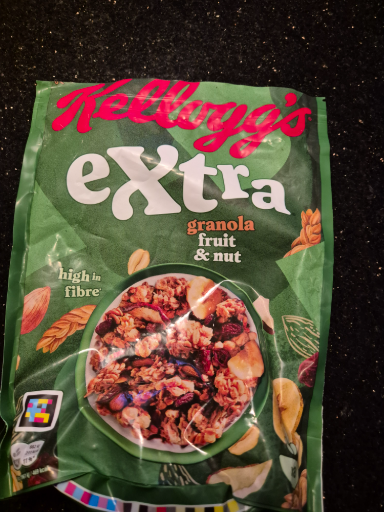 Kellogg's
extra
granola
fruit
& nut
high in
fibre